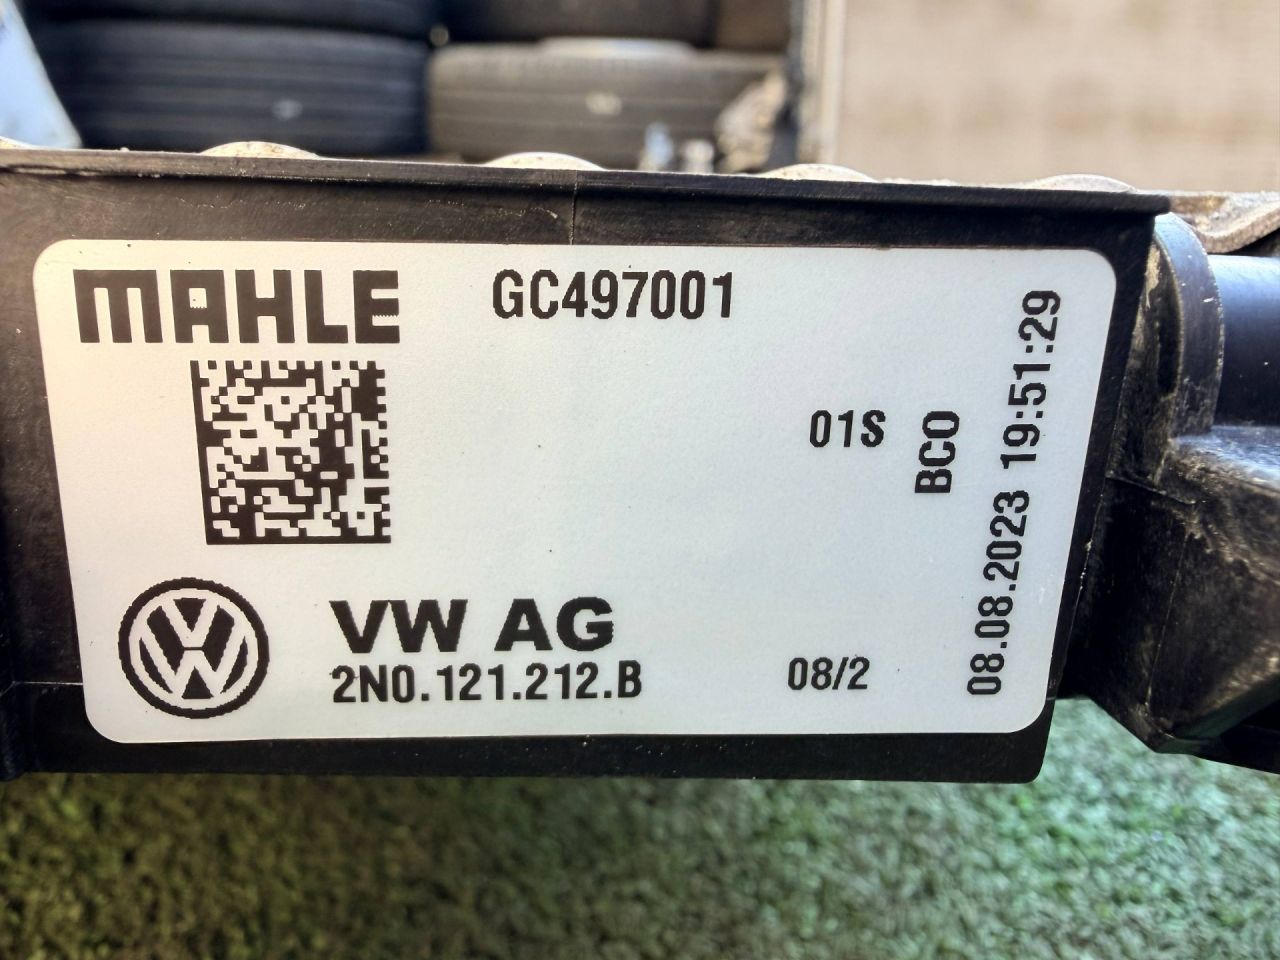 MAHLE GC497001
01S
BCO
08.08.2023 19:51:29
VW AG
2N0.121.212.B
08/2